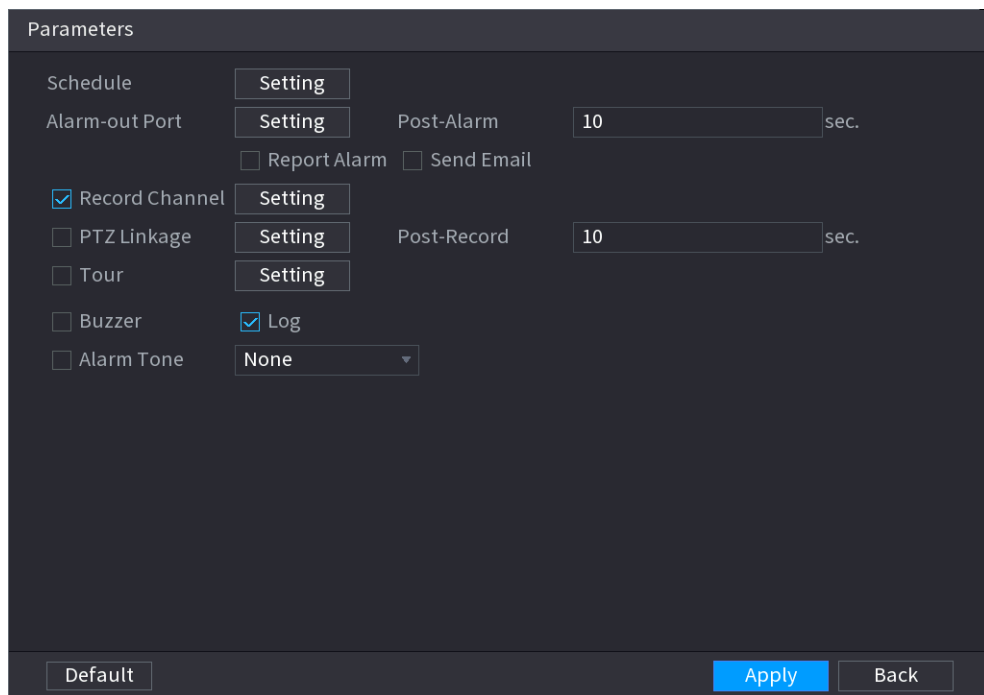 Parameters
Schedule Setting
Alarm-out Port Setting Post-Alarm 10 sec.
Report Alarm Send Email
Record Channel Setting
PTZ Linkage Setting Post-Record 10 sec.
Tour Setting
Buzzer Log
Alarm Tone None
Default Apply Back